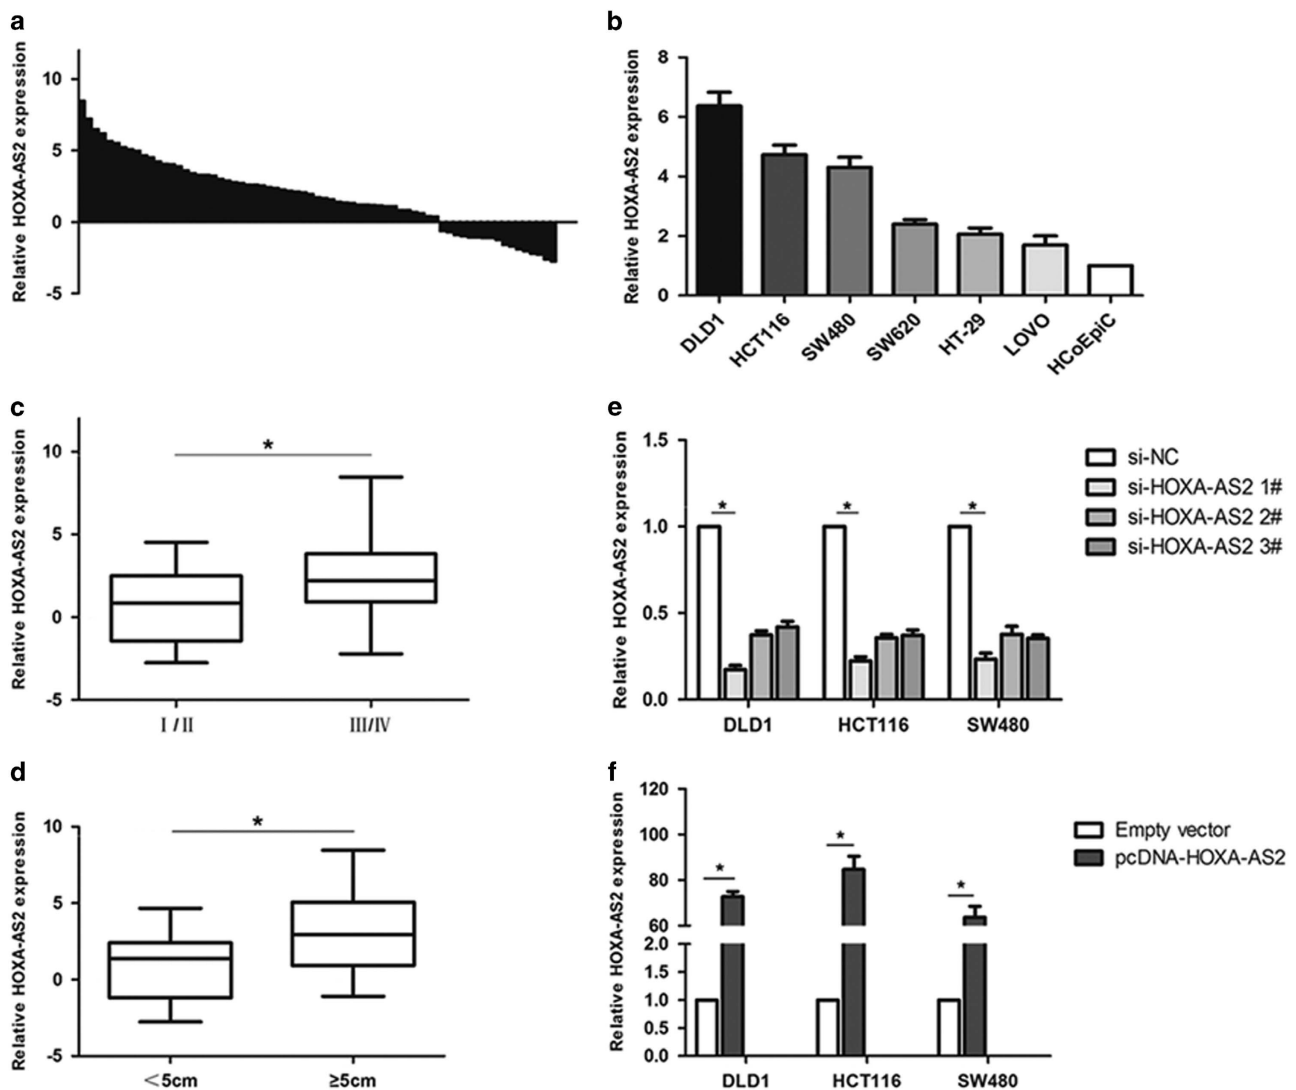 a
Relative HOXA-AS2 expression
10
5
0
-5
b
Relative HOXA-AS2 expression
8
6
4
2
0
DLD1
HCT116
SW480
SW620
HT-29
LOVO
HCoEpiC
c
Relative HOXA-AS2 expression
10
5
0
-5
*
Ⅰ/Ⅱ
Ⅲ/Ⅳ
e
Relative HOXA-AS2 expression
1.5
1.0
0.5
0.0
*
*
*
DLD1
HCT116
SW480
si-NC
si-HOXA-AS2 1#
si-HOXA-AS2 2#
si-HOXA-AS2 3#
d
Relative HOXA-AS2 expression
10
5
0
-5
*
<5cm
≥5cm
f
Relative HOXA-AS2 expression
120
100
80
60
2.0
1.5
1.0
0.5
0.0
*
*
*
DLD1
HCT116
SW480
Empty vector
pcDNA-HOXA-AS2